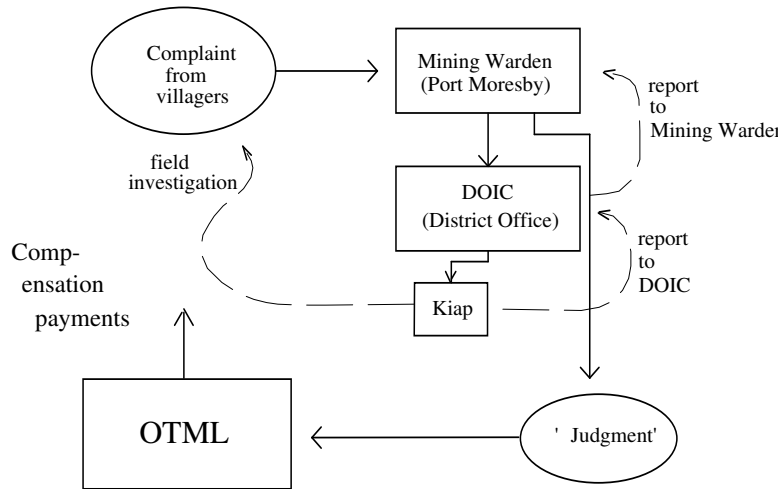 Complaint
from
villagers
Mining Warden
(Port Moresby)
report
to
Mining Warden
field
investigation
DOIC
(District Office)
report
to
DOIC
Comp-
ensation
payments
Kiap
OTML
' Judgment'